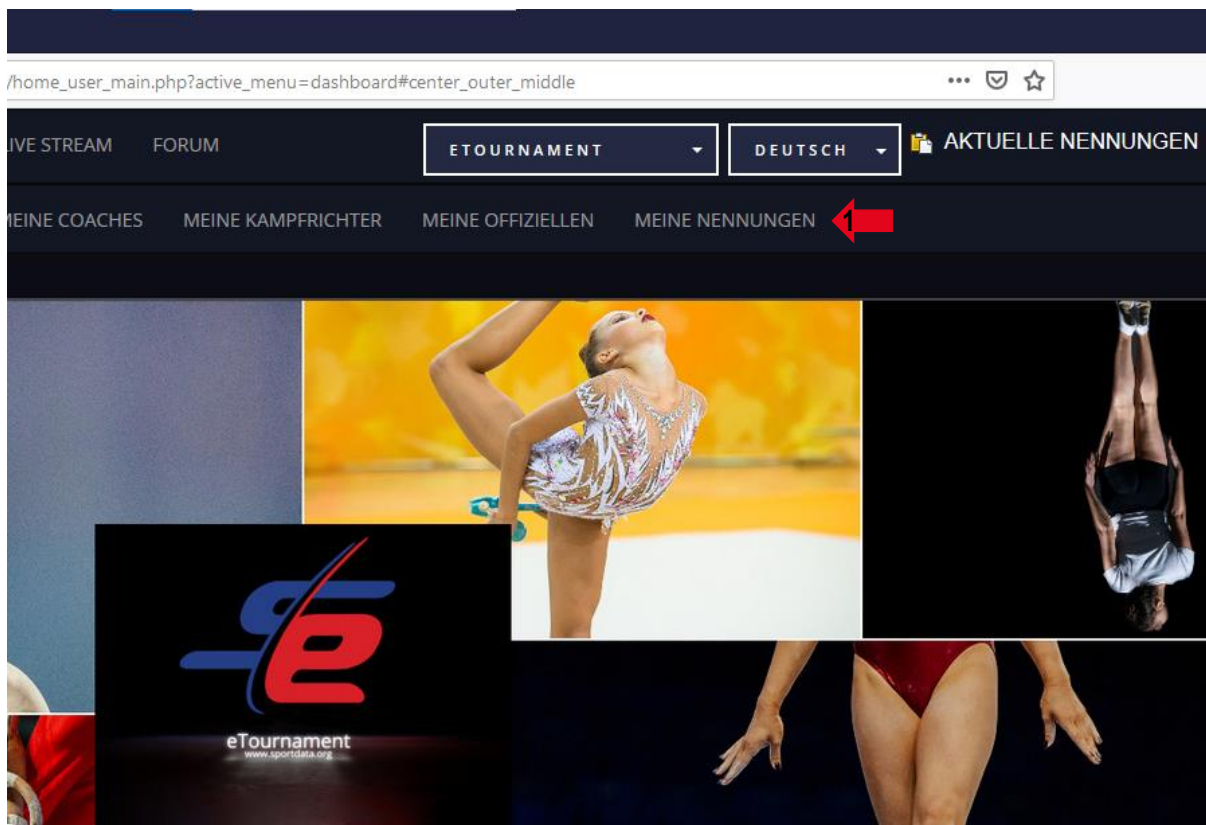 /home_user_main.php?active_menu=dashboard#center_outer_middle
IVE STREAM FORUM ETOURNAMENT DEUTSCH AKTUELLE NENNUNGEN
MEINE COACHES MEINE KAMPFRICHTER MEINE OFFIZIELLEN MEINE NENNUNGEN 1
eTournament
www.sportdata.org